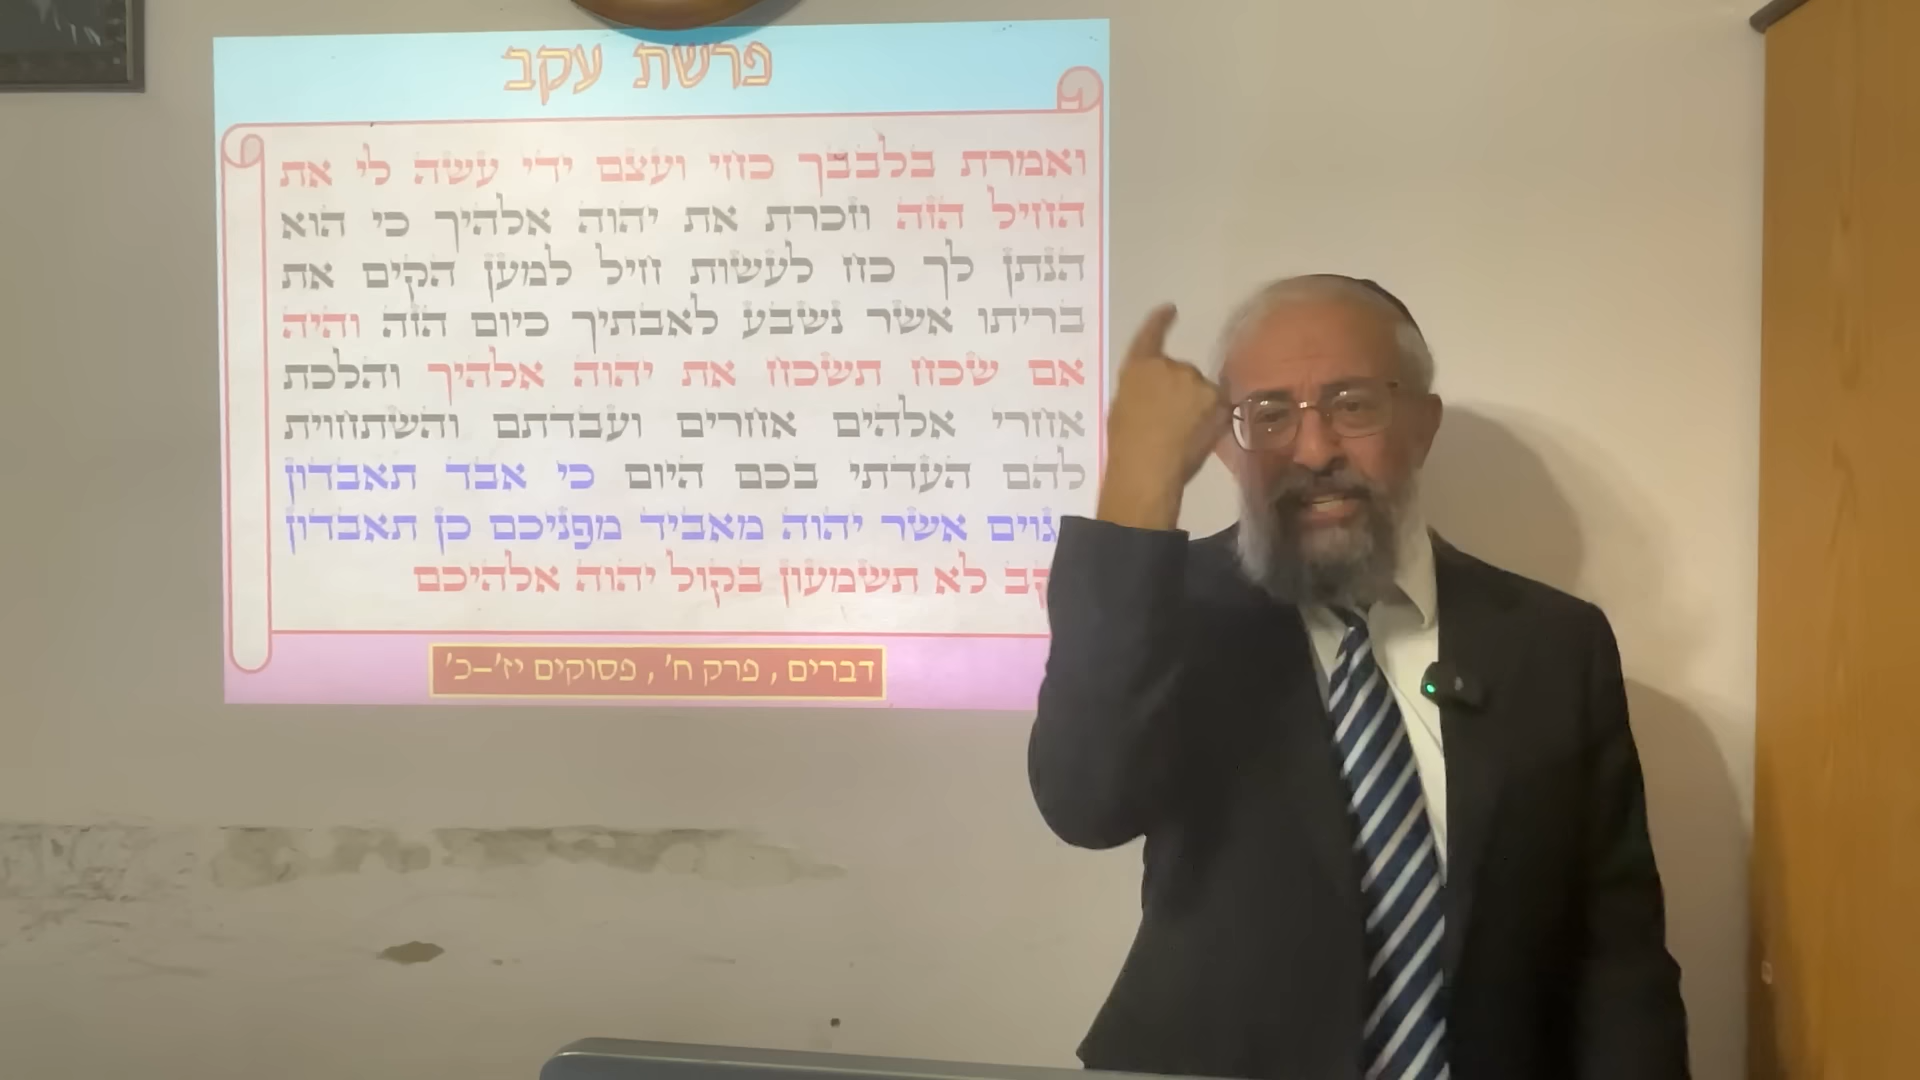 פרשת עקב
ואמרת בלבבך כחי ועצם ידי עשה לי את
החיל הזה וזכרת את יהוה אלהיך כי הוא
הנתן לך כח לעשות חיל למען הקים את
בריתו אשר נשבע לאבתיך כיום הזה והיה
אם שכח תשכח את יהוה אלהיך והלכת
אחרי אלהים אחרים ועבדתם והשתחוית
להם העדתי בכם היום כי אבד תאבדון
גוים אשר יהוה מאביד מפניכם כן תאבדון
קב לא תשמעון בקול יהוה אלהיכם
דברים , פרק ח' , פסוקים יז'–כ'